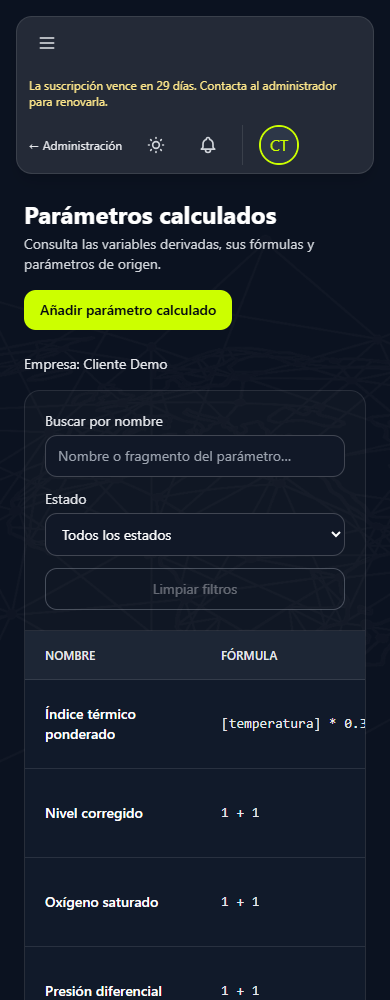 La suscripción vence en 29 días. Contacta al administrador
para renovarla.
← Administración
CT
Parámetros calculados
Consulta las variables derivadas, sus fórmulas y
parámetros de origen.
Añadir parámetro calculado
Empresa: Cliente Demo
Buscar por nombre
Nombre o fragmento del parámetro...
Estado
Todos los estados
Limpiar filtros
NOMBRE FÓRMULA
Índice térmico
ponderado
[temperatura] * 0.3
Nivel corregido 1 + 1
Oxígeno saturado 1 + 1
Presión diferencial 1 + 1